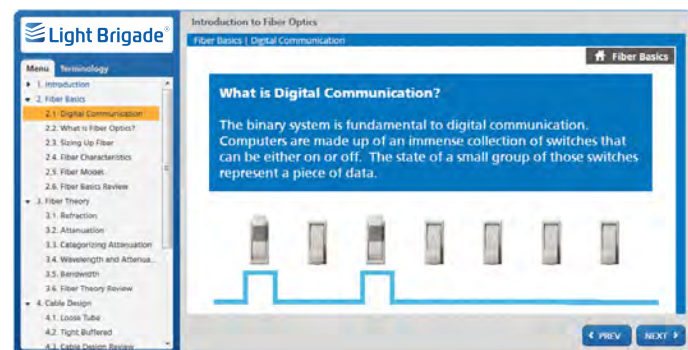 Light Brigade®
Introduction to Fiber Optics
Fiber Basics | Digital Communication
Fiber Basics
Menu Terminology
1. Introduction
2. Fiber Basics
2.1. Digital Communication
2.2. What is Fiber Optics?
2.3. Sizing Up Fiber
2.4. Fiber Characteristics
2.5. Fiber Model
2.6. Fiber Basics Review
3. Fiber Theory
3.1. Refraction
3.2. Attenuation
3.3. Categorizing Attenuation
3.4. Wavelength and Attenua...
3.5. Bandwidth
3.6. Fiber Theory Review
4. Cable Design
4.1. Loose Tube
4.2. Tight Buffered
4.3. Cable Design Review
What is Digital Communication?
The binary system is fundamental to digital communication.
Computers are made up of an immense collection of switches that
can be either on or off. The state of a small group of those switches
represent a piece of data.
PREV
NEXT